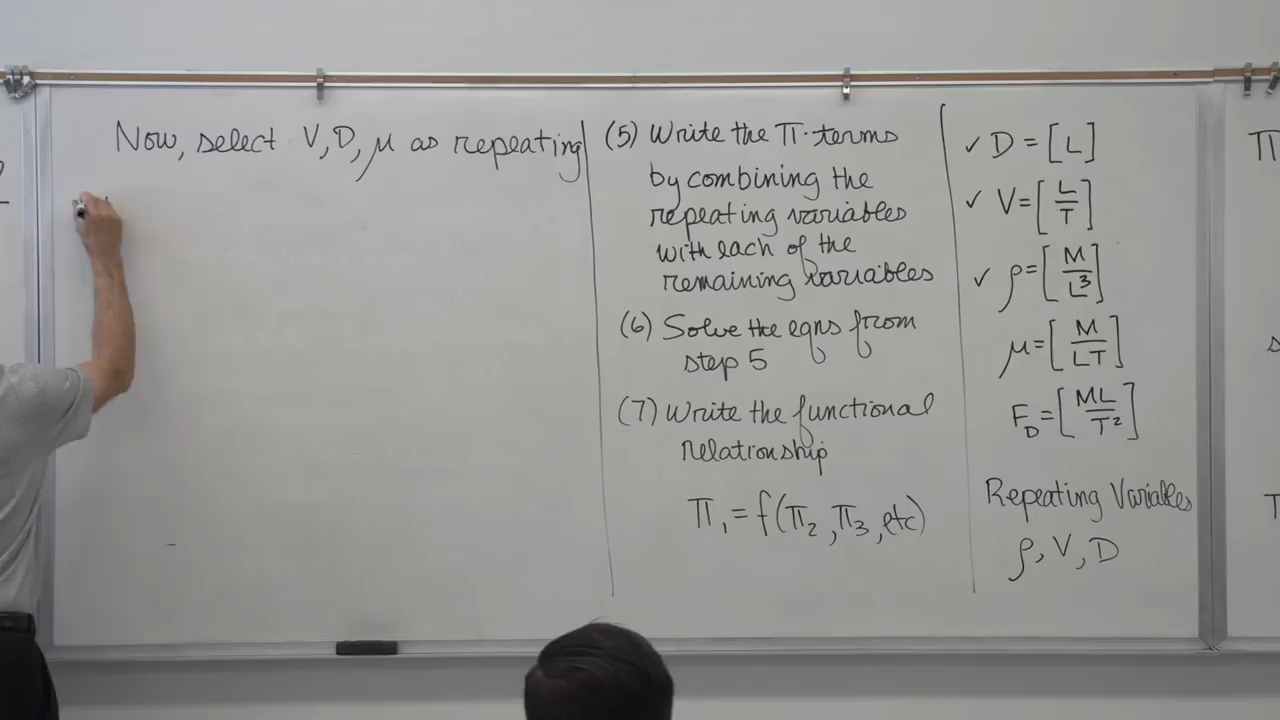 Now, select V, D, μ as repeating
(5) Write the π-terms
by combining the
repeating variables
with each of the
remaining variables
(6) Solve the eqns from
step 5
(7) Write the functional
relationship
π₁ = f(π₂, π₃, etc)
✓ D = [L]
✓ V = [L/T]
✓ ρ = [M/L³]
μ = [M/LT]
F_D = [ML/T²]
Repeating Variables
ρ, V, D